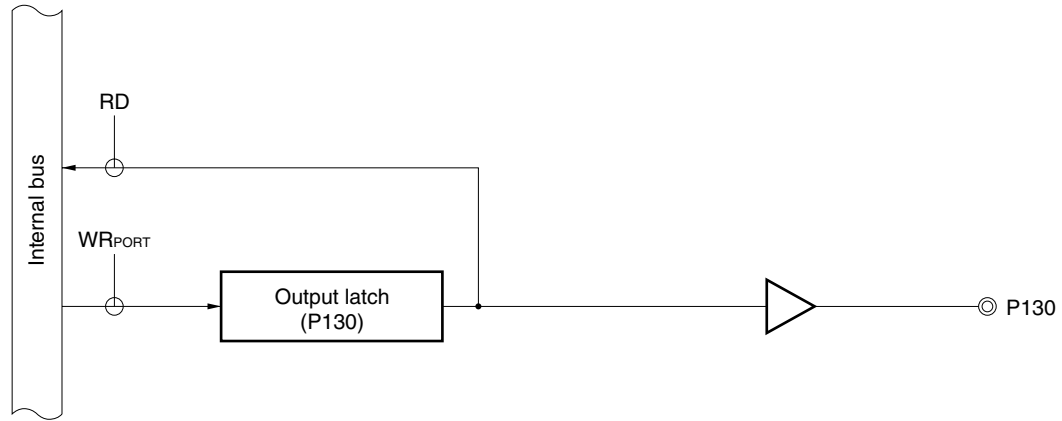 RD
Internal bus
WRPORT
Output latch
(P130)
P130